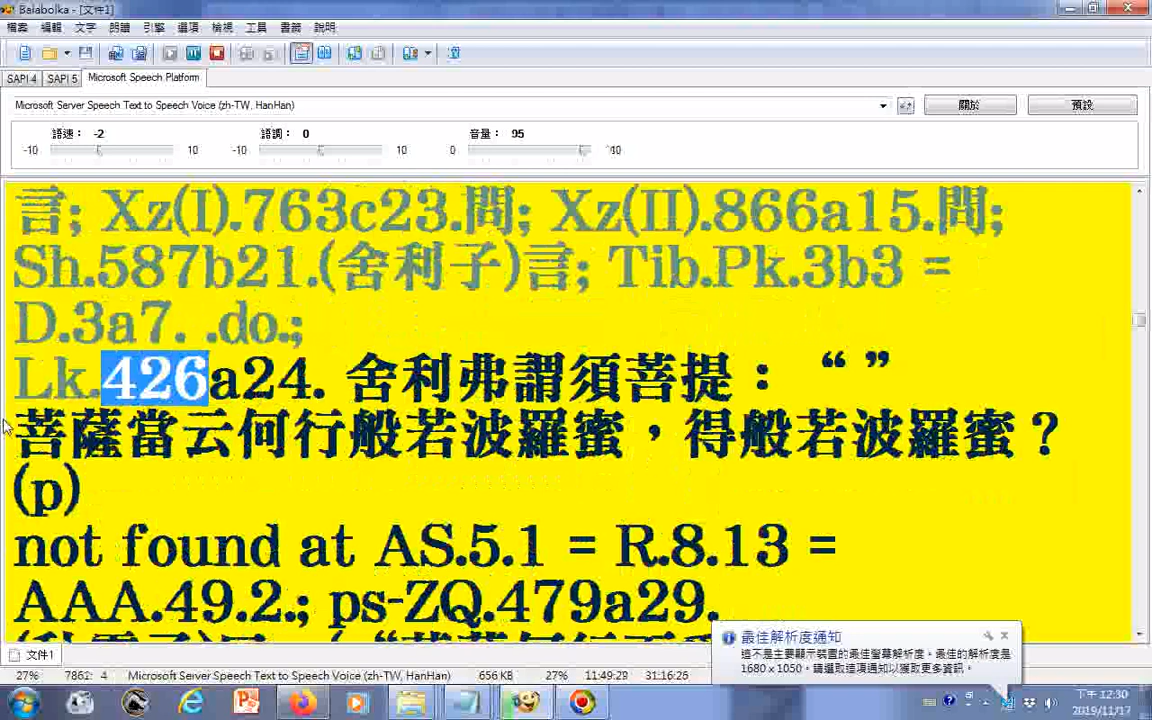 Balabolka - [文件1]
檔案 編輯 文字 朗讀 引擎 選項 檢視 工具 書籤 說明
SAPI 4 SAPI 5 Microsoft Speech Platform
Microsoft Server Speech Text to Speech Voice (zh-TW, HanHan) 關於 預設
語速： -2 語調： 0 音量： 95
-10 10 -10 10 0
言; Xz(I).763c23.問; Xz(II).866a15.問;
Sh.587b21.(舍利子)言; Tib.Pk.3b3 =
D.3a7. .do.;
Lk.426a24. 舍利弗謂須菩提：“ ”
菩薩當云何行般若波羅蜜，得般若波羅蜜？
(p)
not found at AS.5.1 = R.8.13 =
AAA.49.2.; ps-ZQ.479a29.
最佳解析度通知
這不是主要顯示裝置的最佳螢幕解析度。最佳的解析度是
1680 x 1050。請選取這項通知以獲取更多資訊。
文件1
27% 7862: 4 Microsoft Server Speech Text to Speech Voice (zh-TW, HanHan) 656 KB 27% 11:49:29 31:16:25
下午 12:30
2019/11/17